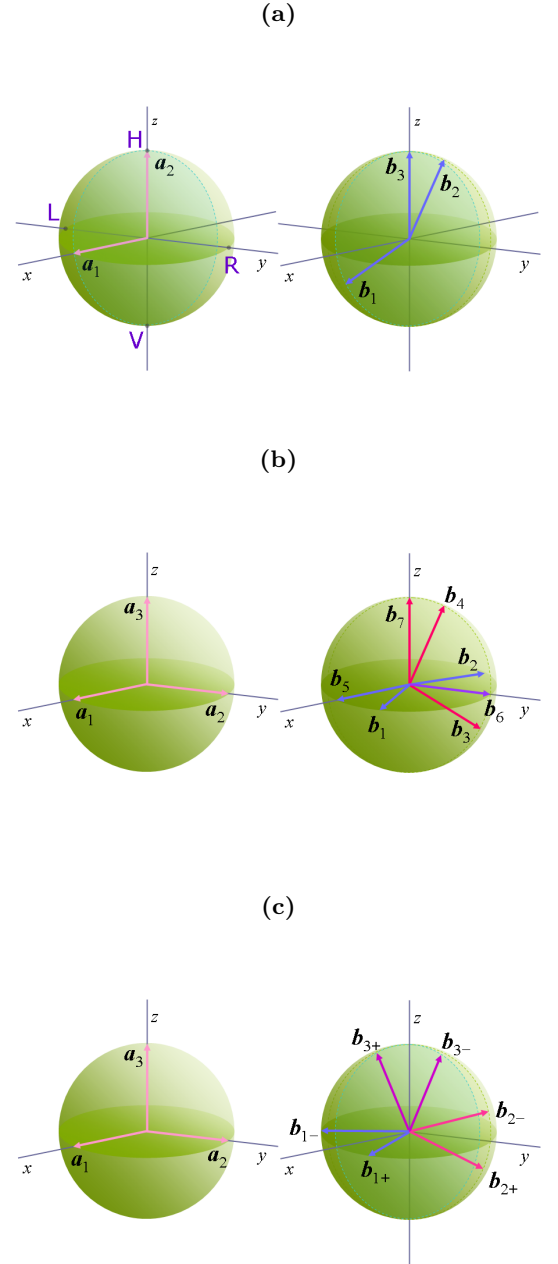 (a)
z z
H
a2 b3 b2
L
a1 b1
x R y x y
V
(b)
z z
a3 b7 b4
b2
a1 a2 b5 b6
x y x b1 b3 y
(c)
z z
a3 b3+ b3−
b2−
b1−
a1 a2 b1+ b2+
x y x y